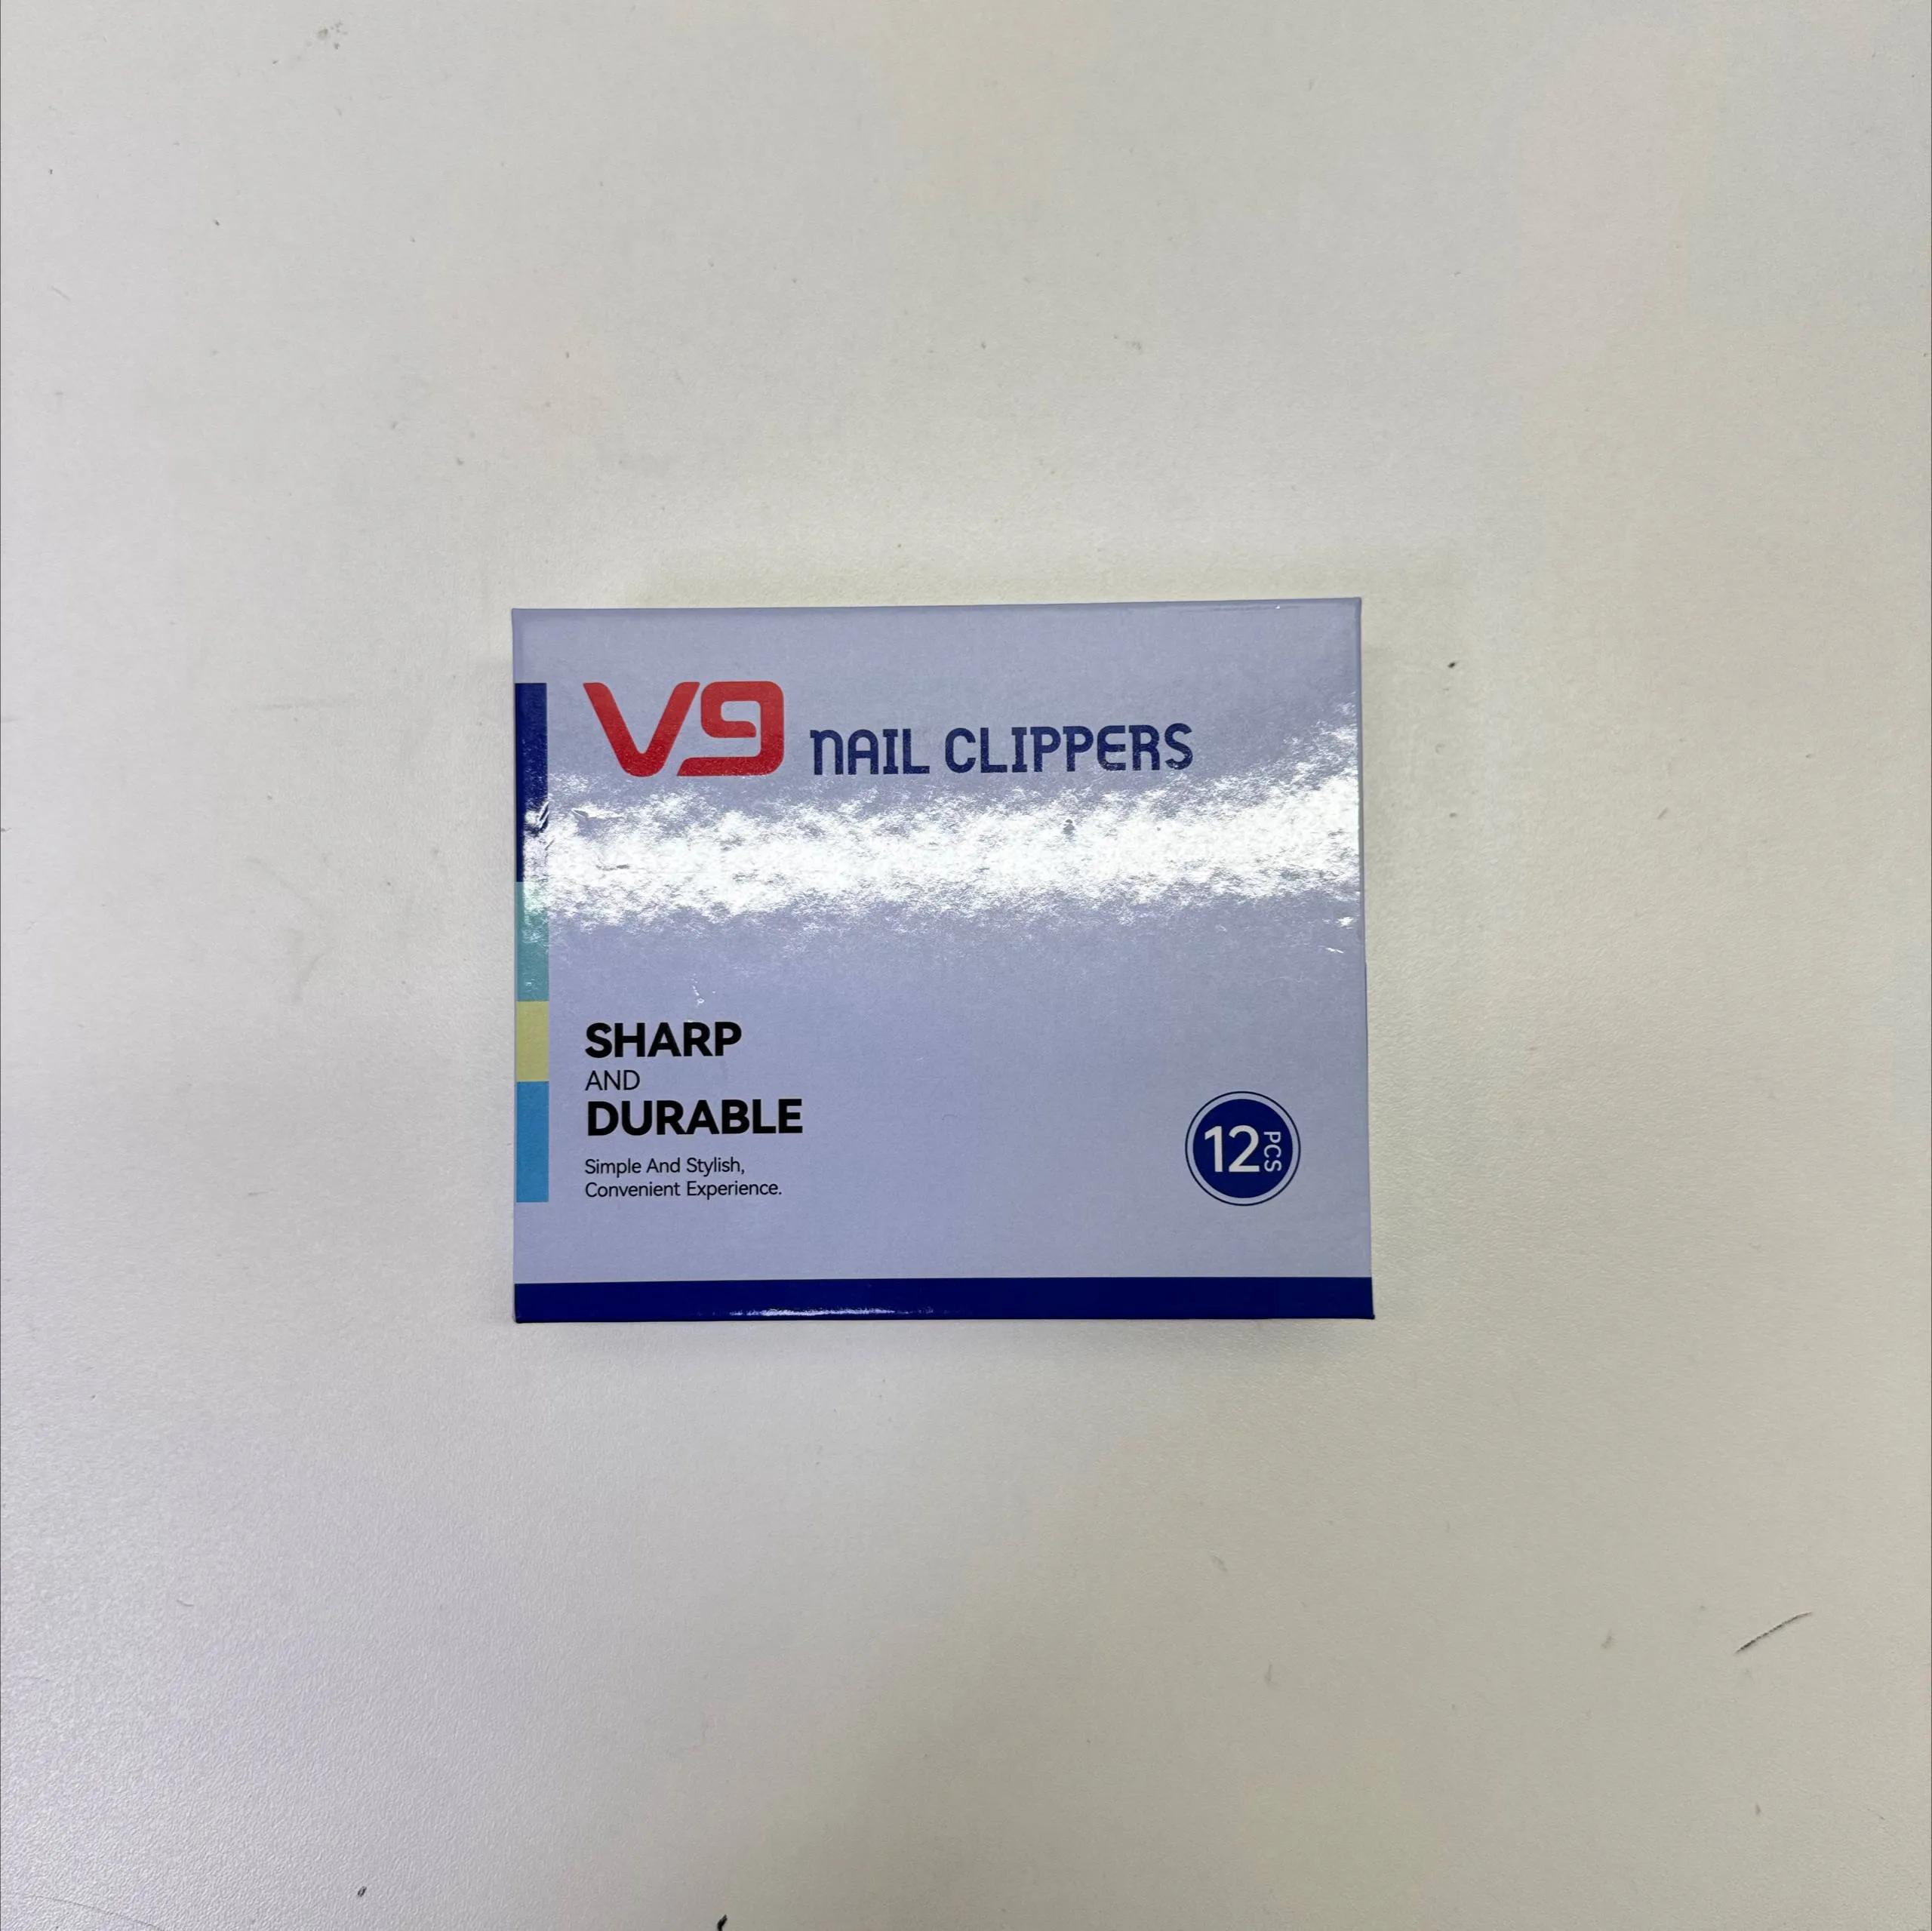 V9 NAIL CLIPPERS
SHARP
AND
DURABLE
Simple And Stylish,
Convenient Experience.
12 PCS